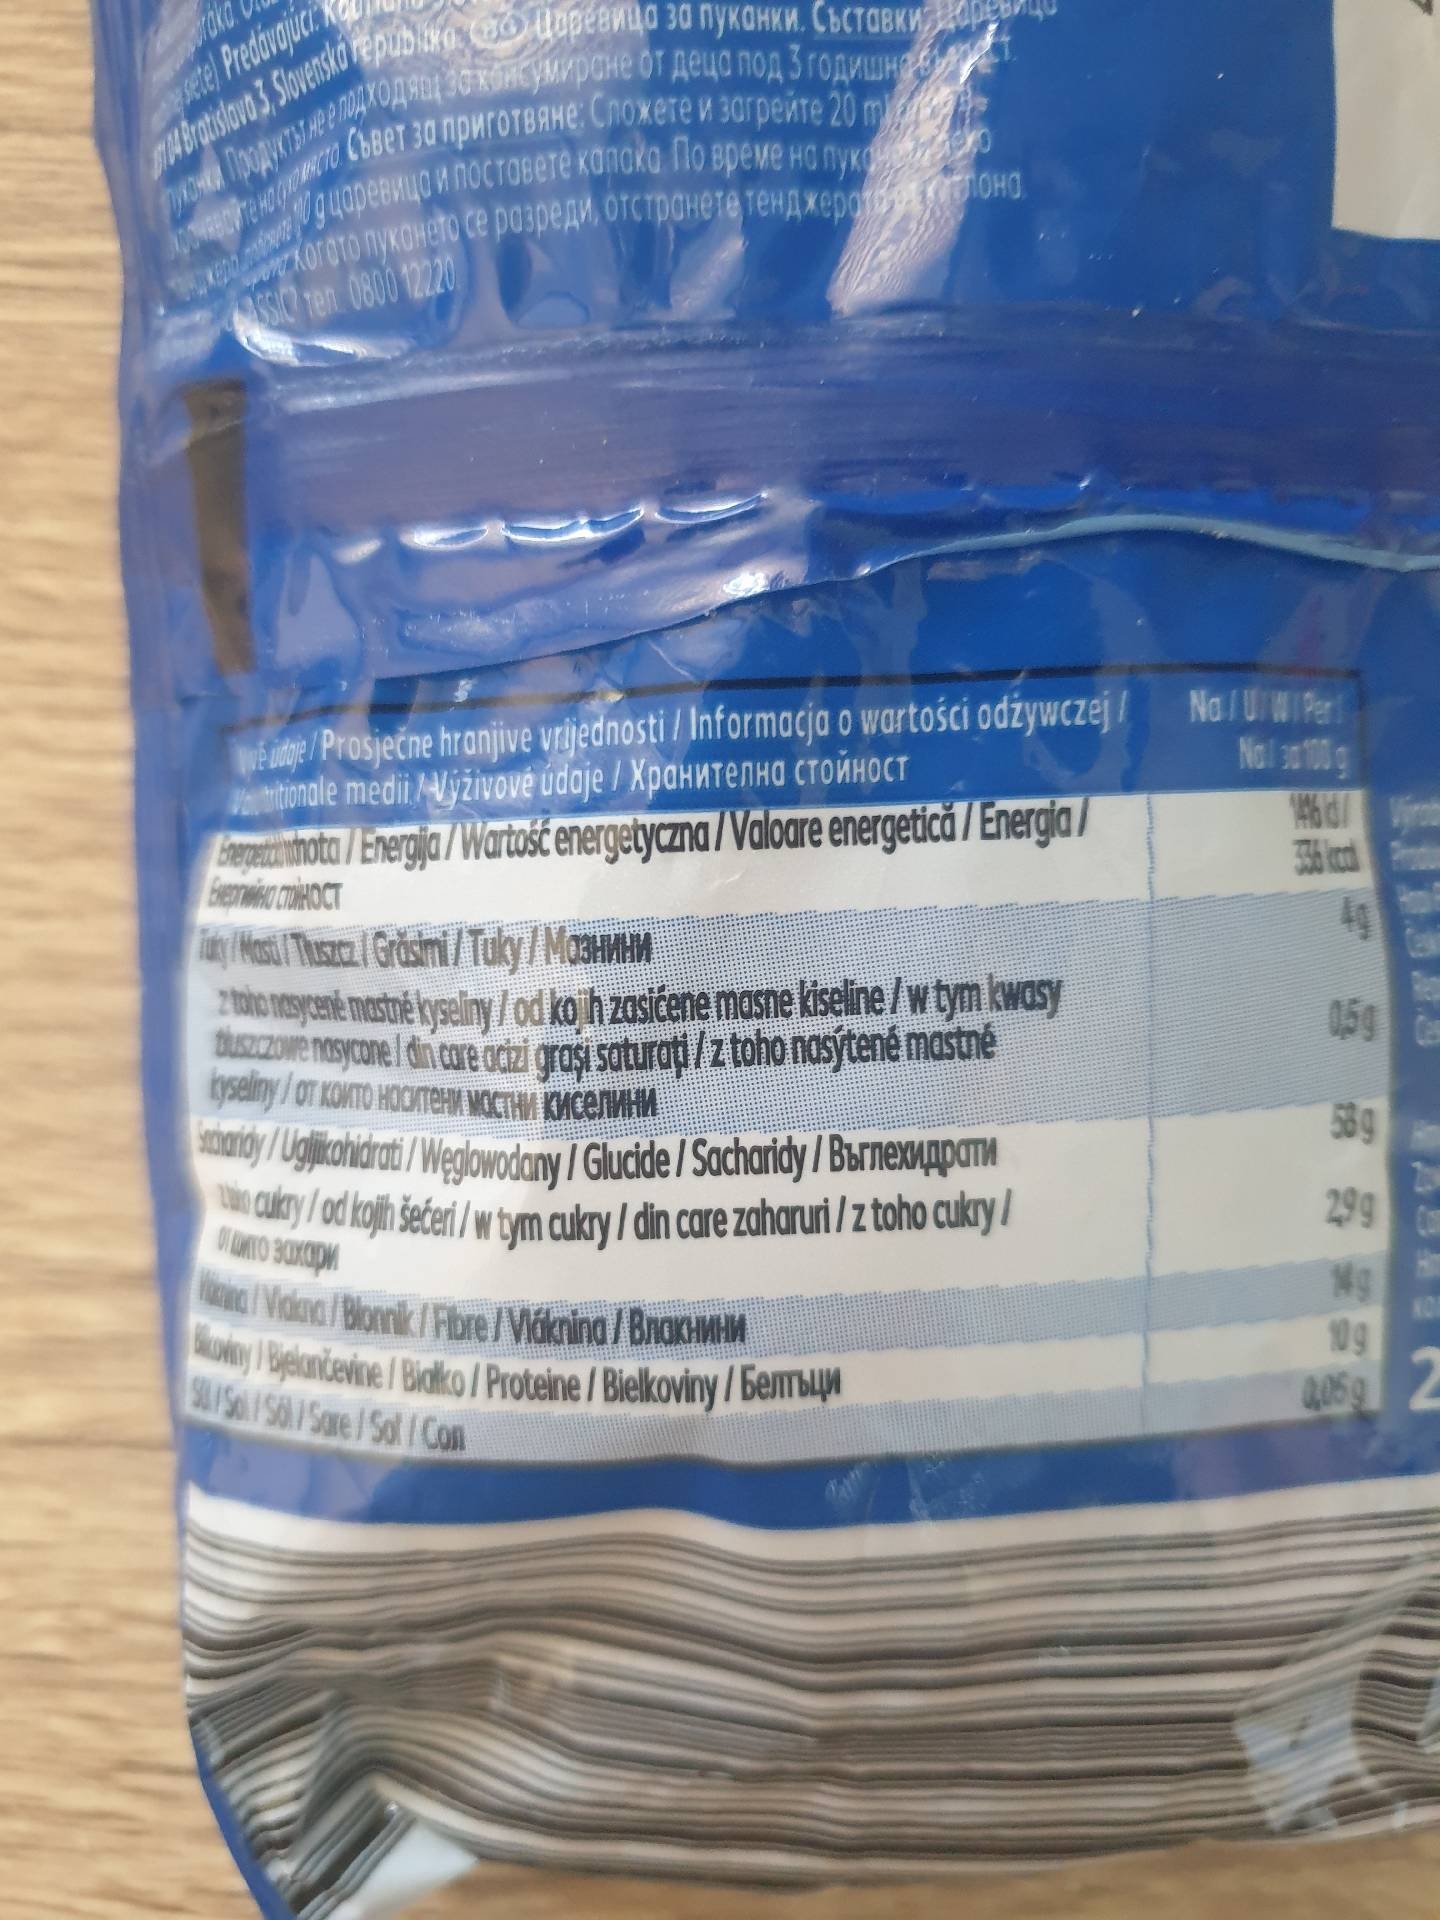 Predávajúci:
Bratislava 3, Slovenská republika. BG Царевица за пуканки. Съставки: царевица
Продуктът не е подходящ за консумиране от деца под 3 годишна
Съвет за приготвяне: Сложете и загрейте 20 ml
g царевица и поставете капака. По време на
Когато пукането се разреди, отстранете тенджера котлона.
тел. 0800 12220
údaje / Prosječne hranjive vrijednosti / Informacja o wartości odżywczej /
medii / Výživové údaje / Хранителна стойност
Na / U / W / Per /
Na / за 100 g
/ Energija / Wartość energetyczna / Valoare energetică / Energia /
Енергийна стойност
1416 kJ /
336 kcal
Tuky / Masti / Tłuszcz / Grăsimi / Tuky / Мазнини
4 g
z toho nasycené mastné kyseliny / od kojih zasićene masne kiseline / w tym kwasy
tłuszczowe nasycone / din care acizi grași saturați / z toho nasýtené mastné
kyseliny / от които наситени мастни киселини
0,5 g
Sacharidy / Ugljikohidrati / Węglowodany / Glucide / Sacharidy / Въглехидрати
58 g
z toho cukry / od kojih šećeri / w tym cukry / din care zaharuri / z toho cukry /
от които захари
2,9 g
Vláknina / Vlakna / Błonnik / Fibre / Vláknina / Влакнини
14 g
Bílkoviny / Bjelančevine / Białko / Proteine / Bielkoviny / Белтъци
10 g
Sůl / Sol / Sól / Sare / Soľ / Сол
0,05 g
2